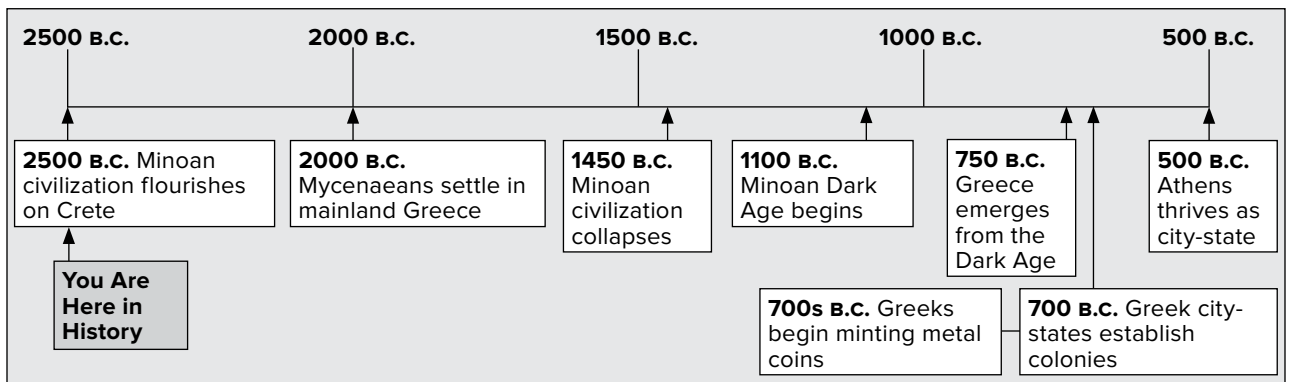 2500 B.C. 2000 B.C. 1500 B.C. 1000 B.C. 500 B.C.
2500 B.C. Minoan
civilization flourishes
on Crete
2000 B.C.
Mycenaeans settle in
mainland Greece
1450 B.C.
Minoan
civilization
collapses
1100 B.C.
Minoan Dark
Age begins
750 B.C.
Greece
emerges
from the
Dark Age
500 B.C.
Athens
thrives as
city-state
You Are
Here in
History
700s B.C. Greeks
begin minting metal
coins
700 B.C. Greek city-
states establish
colonies